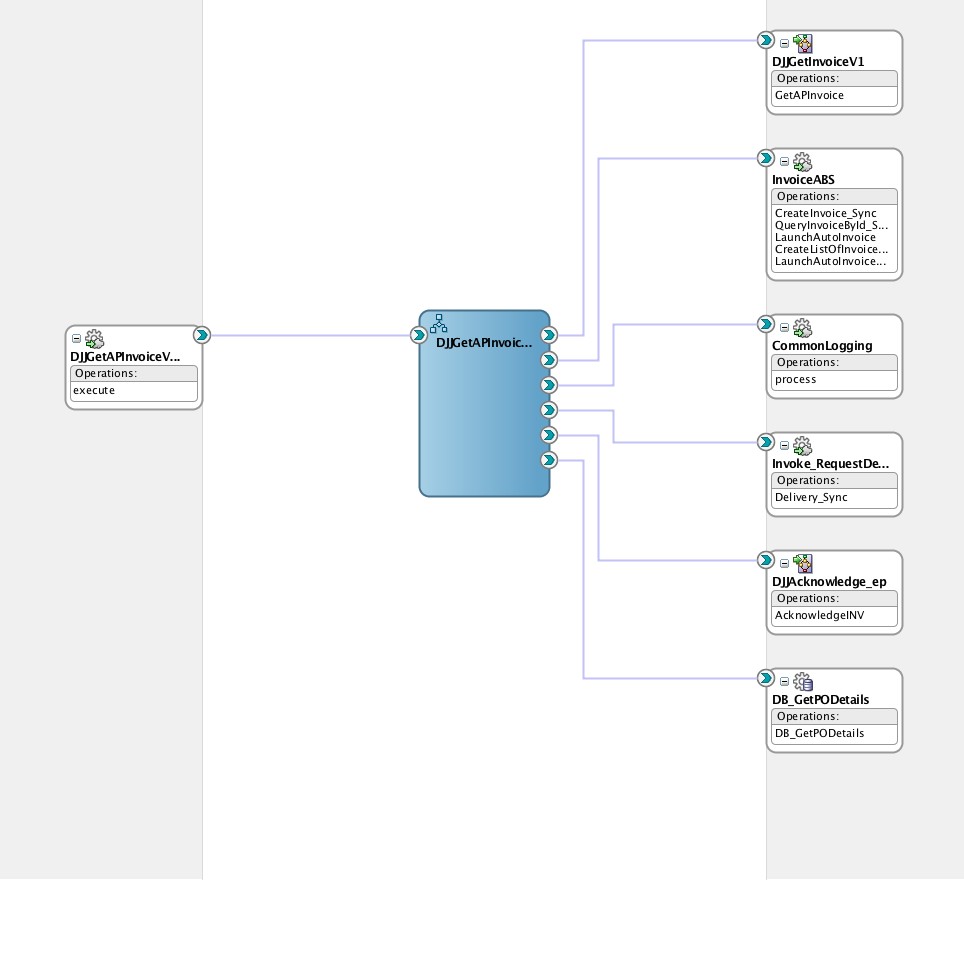 DJJGetAPIInvoiceV...
Operations:
execute
DJJGetAPInvoic...
DJJGetInvoiceV1
Operations:
GetAPInvoice
InvoiceABS
Operations:
CreateInvoice_Sync
QueryInvoiceById_S...
LaunchAutoInvoice
CreateListOfInvoice...
LaunchAutoInvoice...
CommonLogging
Operations:
process
Invoke_RequestDe...
Operations:
Delivery_Sync
DJJAcknowledge_ep
Operations:
AcknowledgeINV
DB_GetPODetails
Operations:
DB_GetPODetails